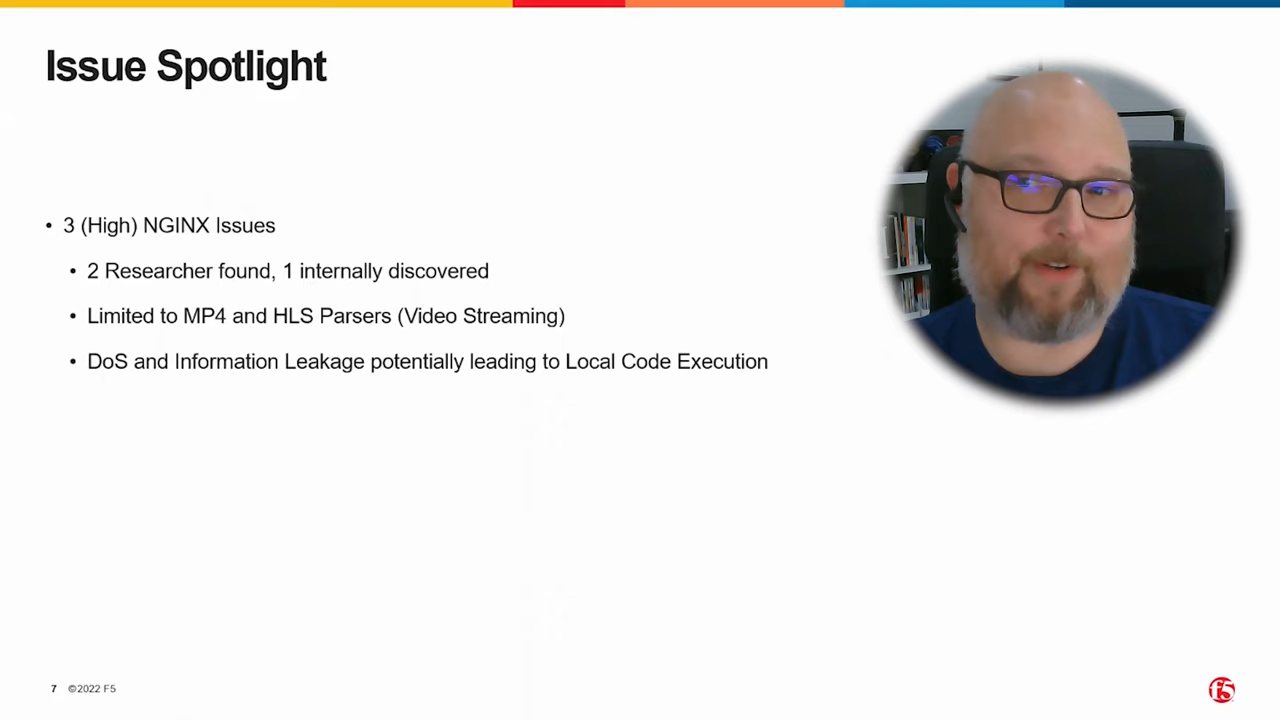 Issue Spotlight
• 3 (High) NGINX Issues
• 2 Researcher found, 1 internally discovered
• Limited to MP4 and HLS Parsers (Video Streaming)
• DoS and Information Leakage potentially leading to Local Code Execution
7 ©2022 F5
f5